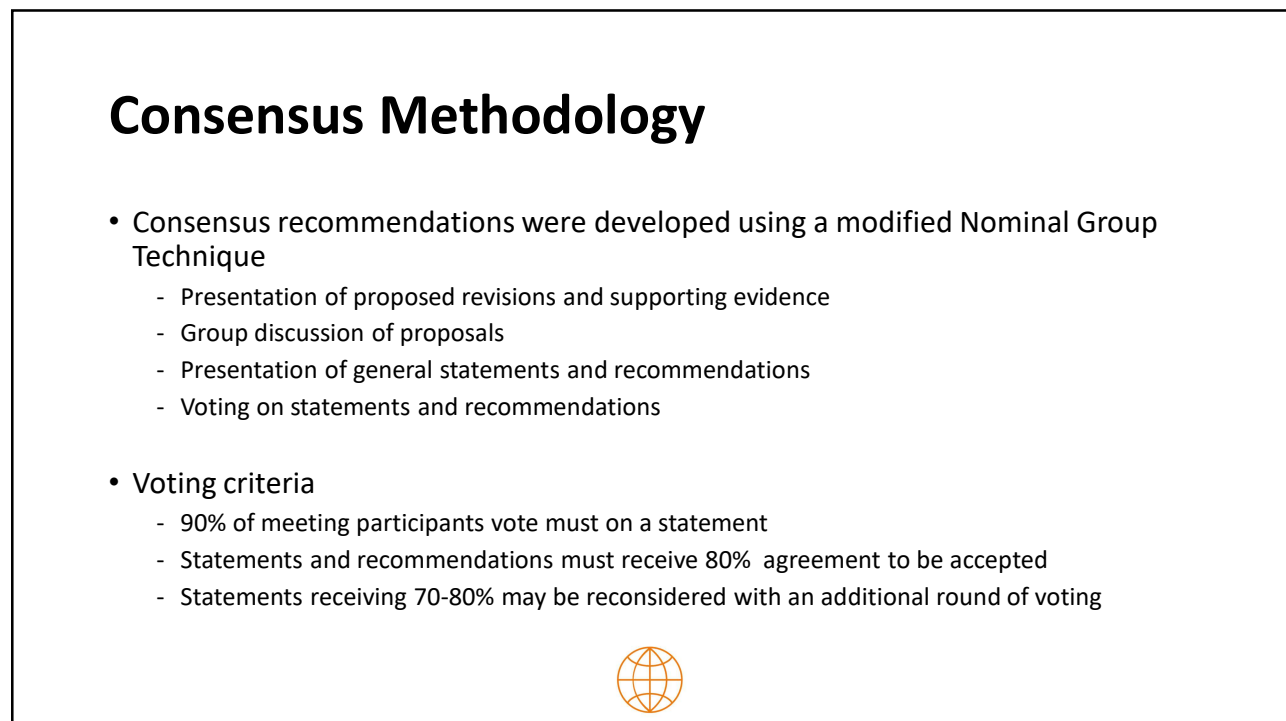 Consensus Methodology
• Consensus recommendations were developed using a modified Nominal Group
Technique
- Presentation of proposed revisions and supporting evidence
- Group discussion of proposals
- Presentation of general statements and recommendations
- Voting on statements and recommendations
• Voting criteria
- 90% of meeting participants vote must on a statement
- Statements and recommendations must receive 80%  agreement to be accepted
- Statements receiving 70-80% may be reconsidered with an additional round of voting